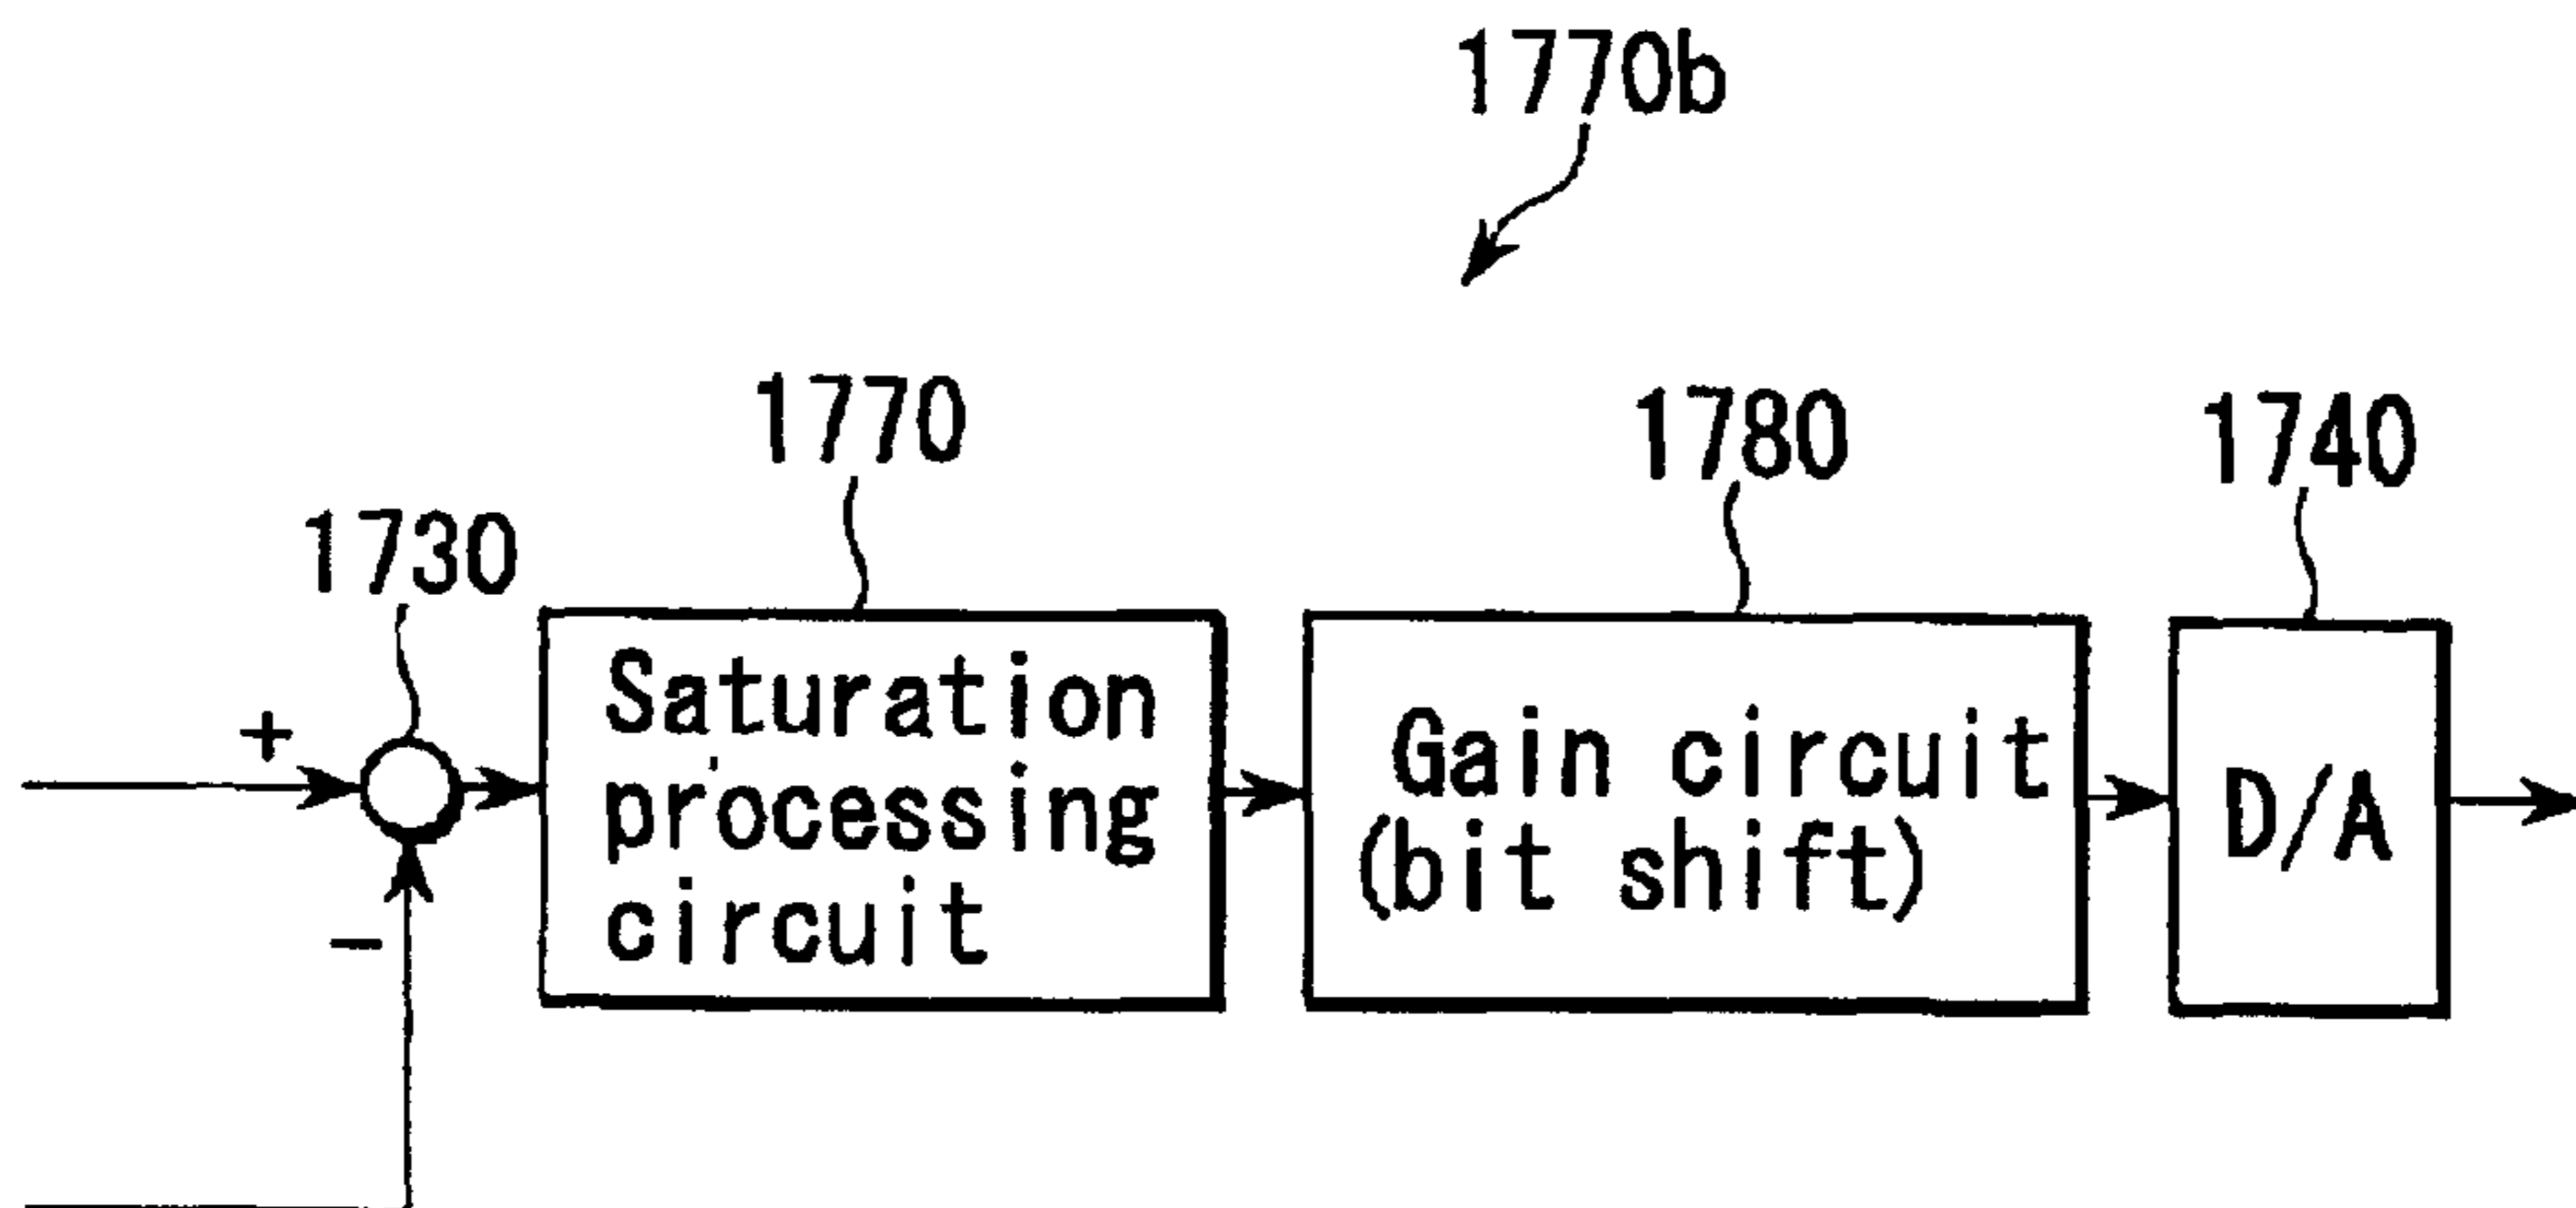 1770b
1770
1780
1740
1730
+
Saturation
processing
circuit
Gain circuit
(bit shift)
D/A
−